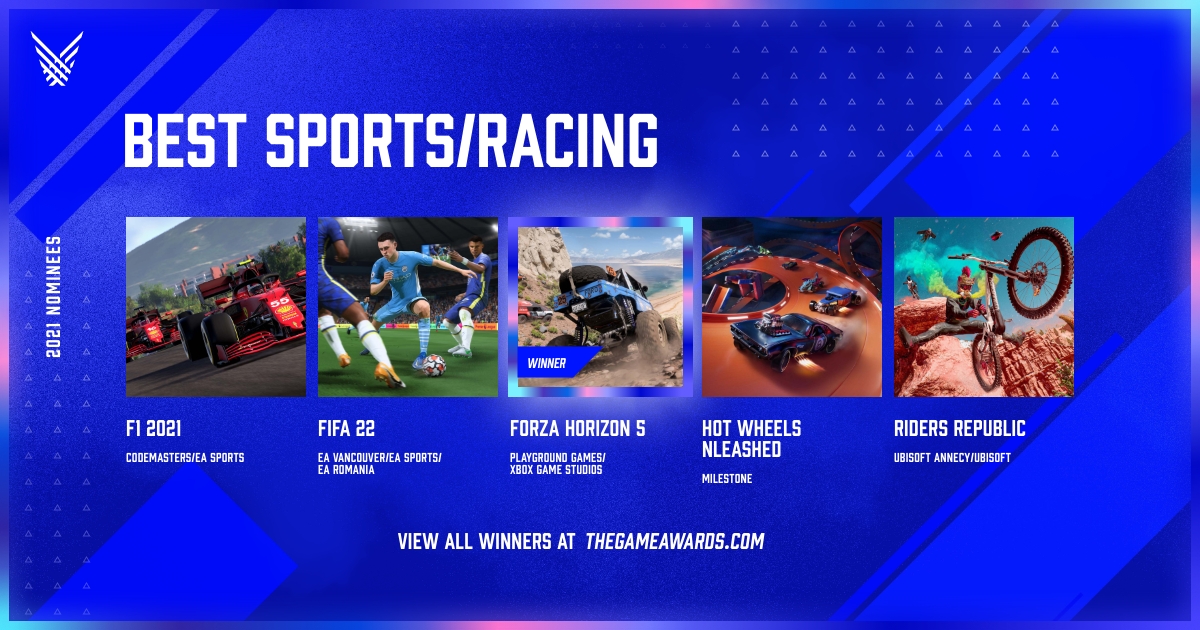 BEST SPORTS/RACING
2021 NOMINEES
55
WINNER
F1 2021
CODEMASTERS/EA SPORTS
FIFA 22
EA VANCOUVER/EA SPORTS/
EA ROMANIA
FORZA HORIZON 5
PLAYGROUND GAMES/
XBOX GAME STUDIOS
HOT WHEELS
NLEASHED
MILESTONE
RIDERS REPUBLIC
UBISOFT ANNECY/UBISOFT
VIEW ALL WINNERS AT THEGAMEAWARDS.COM